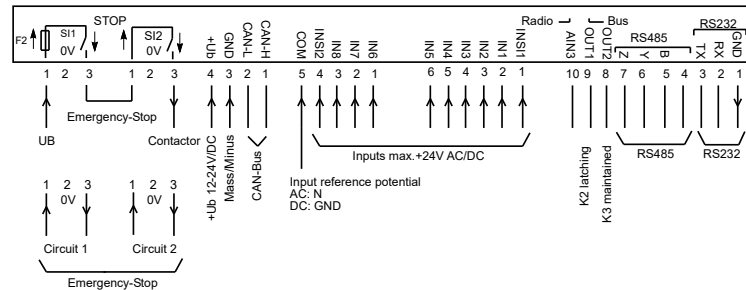 STOP
F2
SI1
0V
SI2
0V
+Ub
GND
CAN-L
CAN-H
COM
INSI2
IN8
IN7
IN6
IN5
IN4
IN3
IN2
IN1
INSI1
Radio
Bus
AIN3
OUT1
OUT2
RS485
Z
Y
B
RS232
TX
RX
GND
1 2 3 1 2 3 4 3 2 1 5 4 3 2 1 6 5 4 3 2 1 10 9 8 7 6 5 4 3 2 1
Emergency-Stop
UB
Contactor
+Ub 12-24V/DC
Mass/Minus
CAN-Bus
Inputs max.+24V AC/DC
Input reference potential
AC: N
DC: GND
K2 latching
K3 maintained
RS485
RS232
1 2 3 1 2 3
0V 0V
Circuit 1 Circuit 2
Emergency-Stop